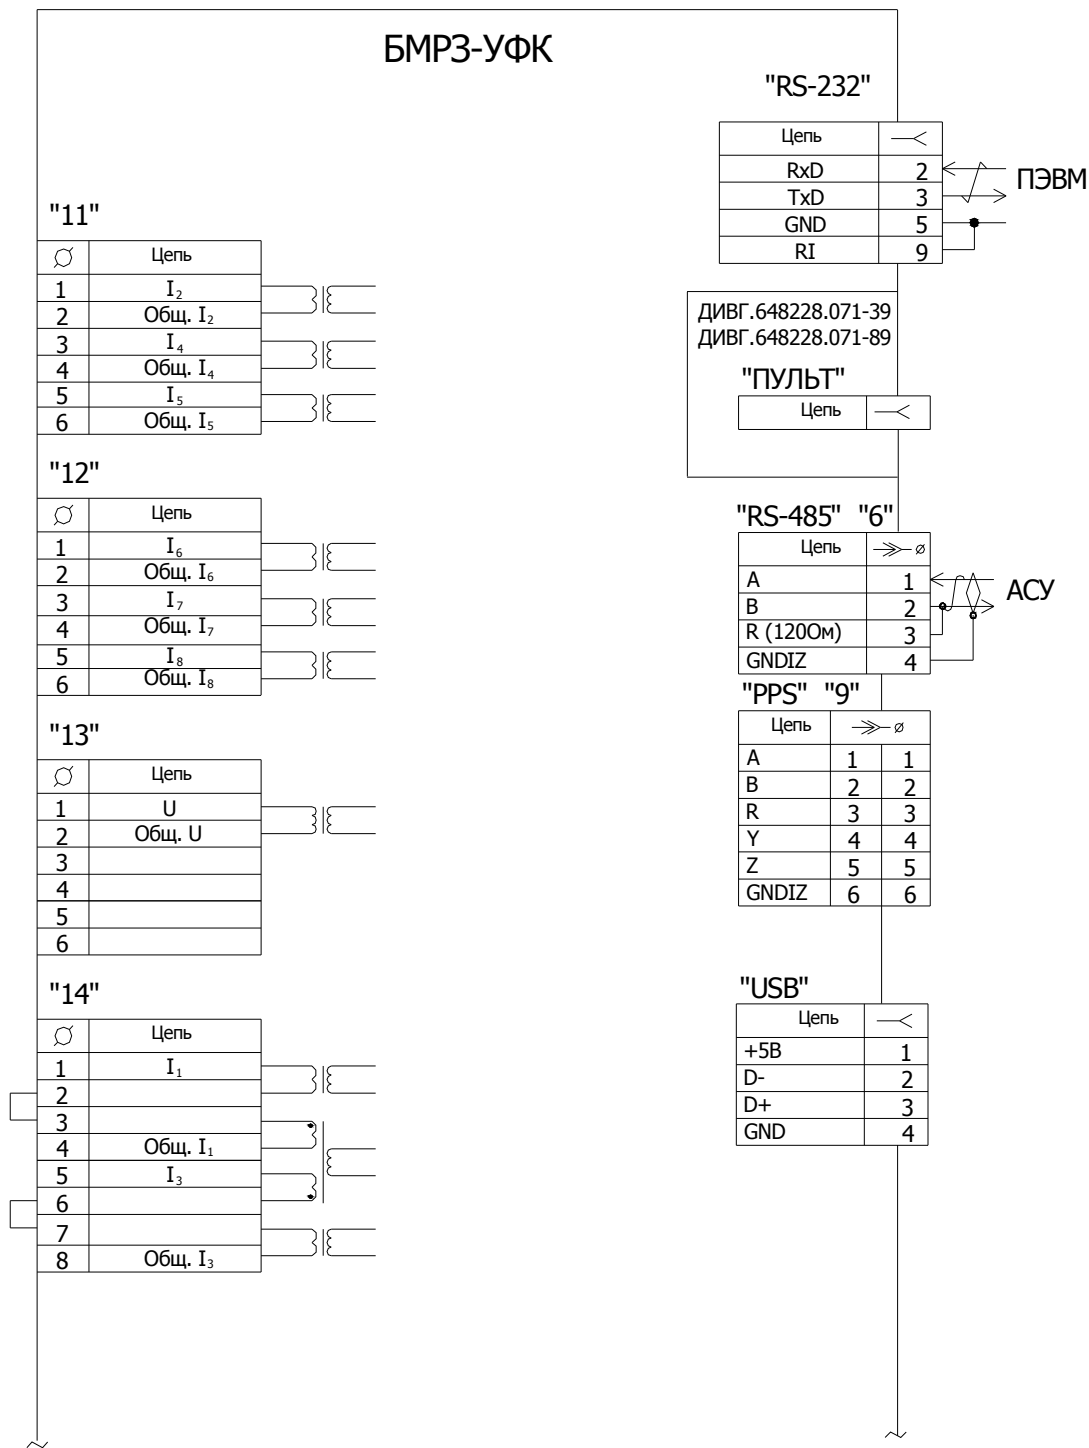 БМРЗ-УФК
"11"
Цепь
1 I₂
2 Общ. I₂
3 I₄
4 Общ. I₄
5 I₅
6 Общ. I₅
"12"
Цепь
1 I₆
2 Общ. I₆
3 I₇
4 Общ. I₇
5 I₈
6 Общ. I₈
"13"
Цепь
1 U
2 Общ. U
3
4
5
6
"14"
Цепь
1 I₁
2
3
4 Общ. I₁
5 I₃
6
7
8 Общ. I₃
"RS-232"
Цепь
RxD 2
TxD 3
GND 5
RI 9
ПЭВМ
ДИВГ.648228.071-39
ДИВГ.648228.071-89
"ПУЛЬТ"
Цепь
"RS-485" "6"
Цепь
A 1
B 2
R (120Ом) 3
GNDIZ 4
АСУ
"PPS" "9"
Цепь
A 1 1
B 2 2
R 3 3
Y 4 4
Z 5 5
GNDIZ 6 6
"USB"
Цепь
+5В 1
D- 2
D+ 3
GND 4